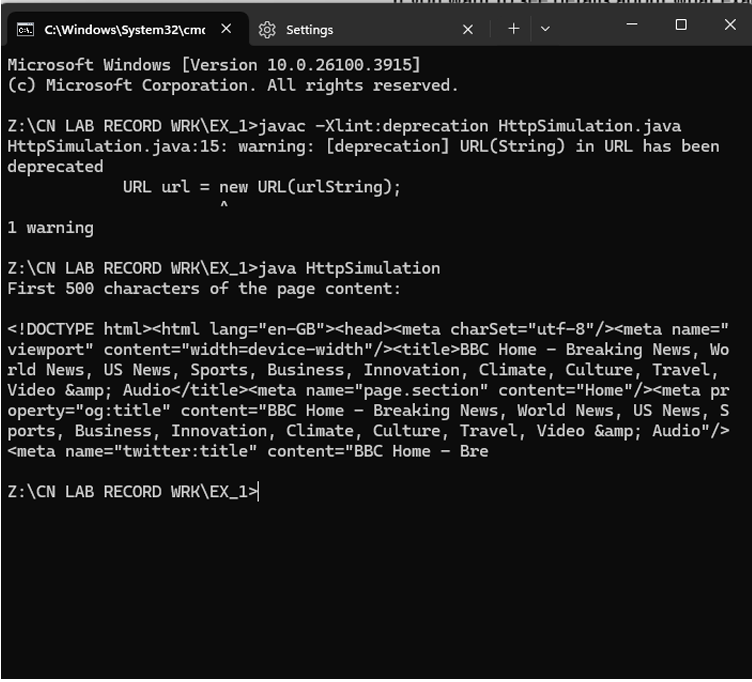 C:\Windows\System32\cmc
Settings
Microsoft Windows [Version 10.0.26100.3915]
(c) Microsoft Corporation. All rights reserved.
Z:\CN LAB RECORD WRK\EX_1>javac -Xlint:deprecation HttpSimulation.java
HttpSimulation.java:15: warning: [deprecation] URL(String) in URL has been
deprecated
URL url = new URL(urlString);
^
1 warning
Z:\CN LAB RECORD WRK\EX_1>java HttpSimulation
First 500 characters of the page content:
<!DOCTYPE html><html lang="en-GB"><head><meta charSet="utf-8"/><meta name="
viewport" content="width=device-width"/><title>BBC Home - Breaking News, Wo
rld News, US News, Sports, Business, Innovation, Climate, Culture, Travel,
Video &amp; Audio</title><meta name="page.section" content="Home"/><meta pr
operty="og:title" content="BBC Home - Breaking News, World News, US News, S
ports, Business, Innovation, Climate, Culture, Travel, Video &amp; Audio"/>
<meta name="twitter:title" content="BBC Home - Bre
Z:\CN LAB RECORD WRK\EX_1>